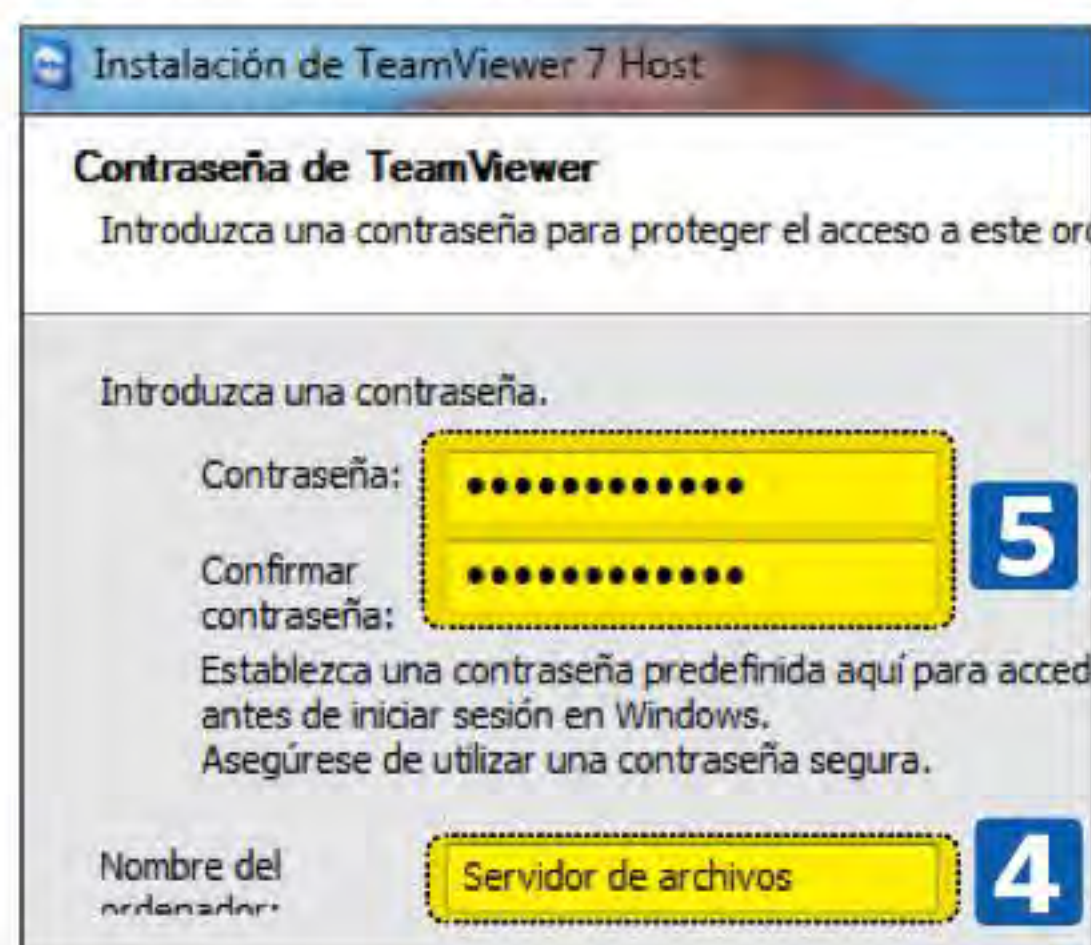 Instalación de TeamViewer 7 Host
Contraseña de TeamViewer
Introduzca una contraseña para proteger el acceso a este
Introduzca una contraseña.
Contraseña: ●●●●●●●●●●●●
5
Confirmar
contraseña: ●●●●●●●●●●●●
Establezca una contraseña predefinida aquí para
antes de iniciar sesión en Windows.
Asegúrese de utilizar una contraseña segura.
Nombre del
ordenador:
Servidor de archivos
4